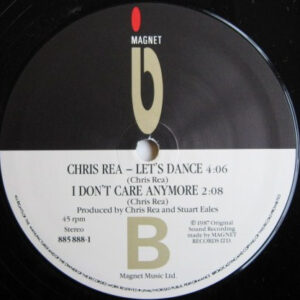 MAGNET
CHRIS REA – LET'S DANCE 4:06
(Chris Rea)
I DON'T CARE ANYMORE 2:08
(Chris Rea)
Produced by Chris Rea and Stuart Eales
45 rpm
Stereo
885 888-1
B
℗1987 Original
Sound Recording
made by MAGNET
RECORDS LTD.
Magnet Music Ltd.